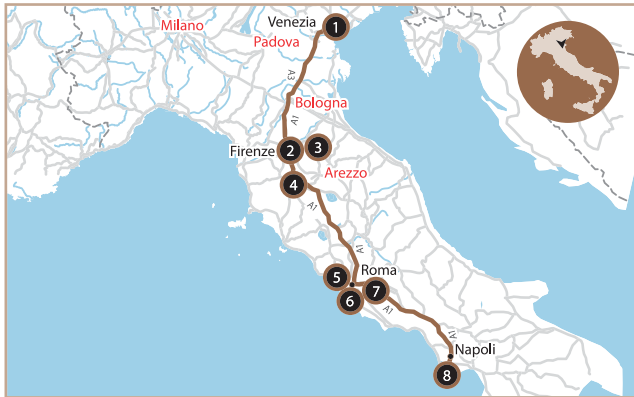 Milano
Venezia
1
Padova
A3
Bologna
A1
Firenze
2
3
Arezzo
4
A1
A1
Roma
5
7
6
A1
A1
Napoli
8